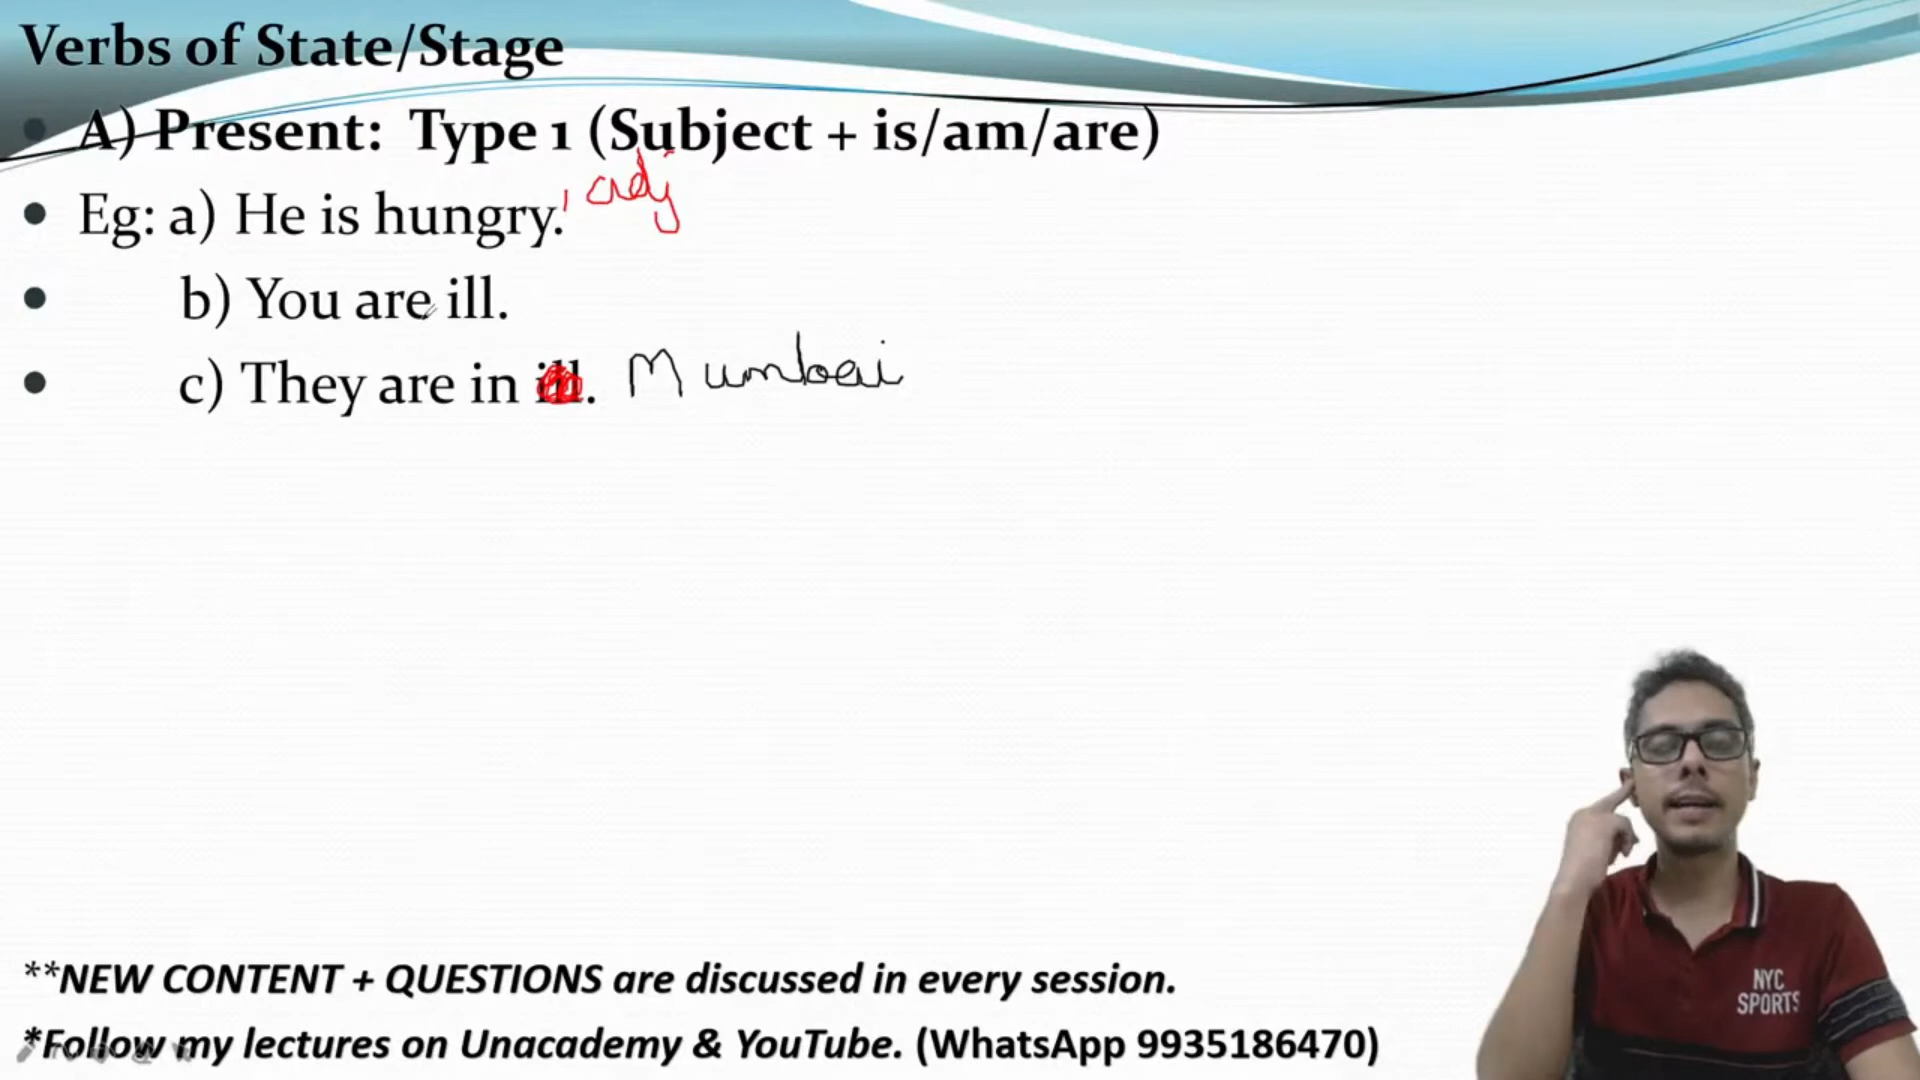 Verbs of State/Stage
A) Present: Type 1 (Subject + is/am/are)
Eg: a) He is hungry. adj
b) You are ill.
c) They are in ill. Mumbai
NYC
SPORTS
**NEW CONTENT + QUESTIONS are discussed in every session.
*Follow my lectures on Unacademy & YouTube. (WhatsApp 9935186470)